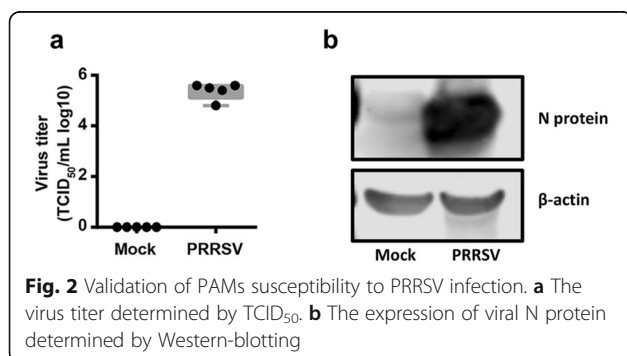 a
b
Virus titer
(TCID50/mL log10)
6
4
2
0
Mock
PRRSV
N protein
β-actin
Mock
PRRSV
Fig. 2 Validation of PAMs susceptibility to PRRSV infection. a The
virus titer determined by TCID50. b The expression of viral N protein
determined by Western-blotting